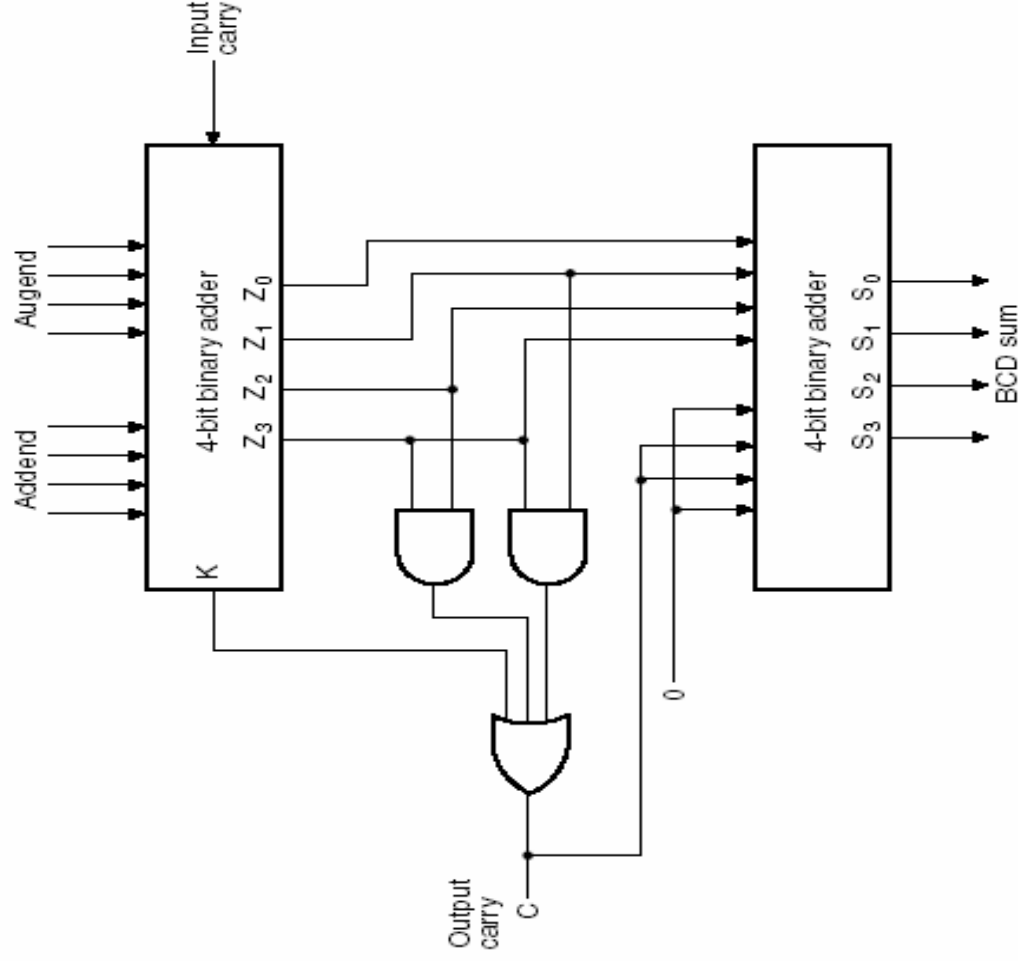 Addend
Augend
K
4-bit binary adder
Input
carry
Z3
Z2
Z1
Z0
Output
carry
C
0
4-bit binary adder
S3
S2
S1
S0
BCD sum